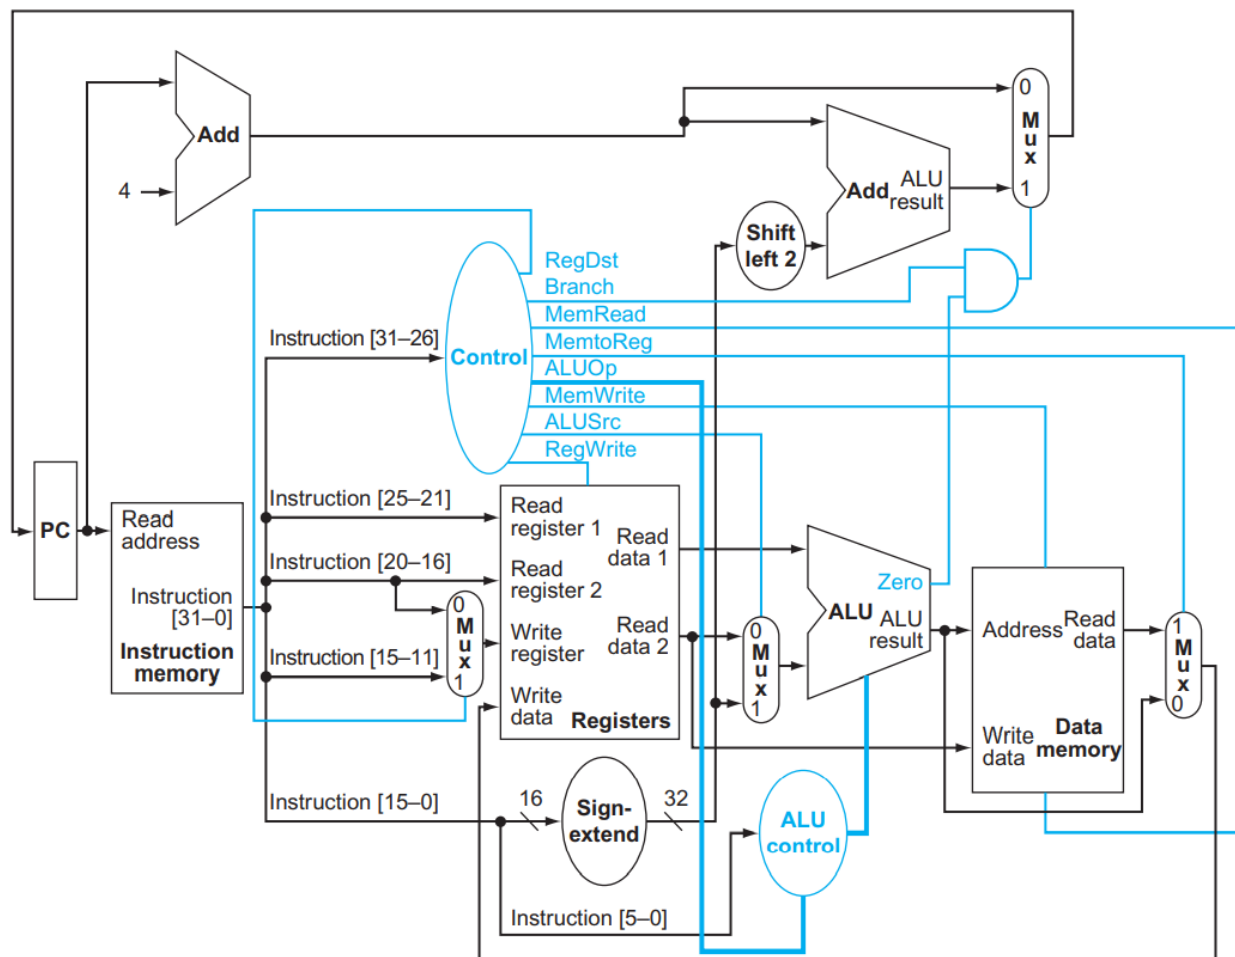 Add
4
0
M
u
x
1
Add
ALU
result
Shift
left 2
RegDst
Branch
MemRead
MemtoReg
ALUOp
MemWrite
ALUSrc
RegWrite
Instruction [31–26]
Control
PC
Read
address
Instruction
[31–0]
Instruction
memory
Instruction [25–21]
Instruction [20–16]
Instruction [15–11]
0
M
u
x
1
Read
register 1
Read
register 2
Write
register
Write
data
Read
data 1
Read
data 2
Registers
0
M
u
x
1
Zero
ALU
ALU
result
Address
Read
data
Write
data
Data
memory
1
M
u
x
0
Instruction [15–0]
16
Sign-
extend
32
ALU
control
Instruction [5–0]